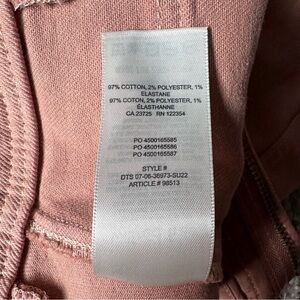 97% COTTON, 2% POLYESTER, 1%
ELASTANE
97% COTON, 2% POLYESTER, 1%
ÉLASTHANNE
CA 23725 RN 122354
PO 4500165585
PO 4500165586
PO 4500165587
STYLE #
DTS 07-06-36973-SU22
ARTICLE # 98513